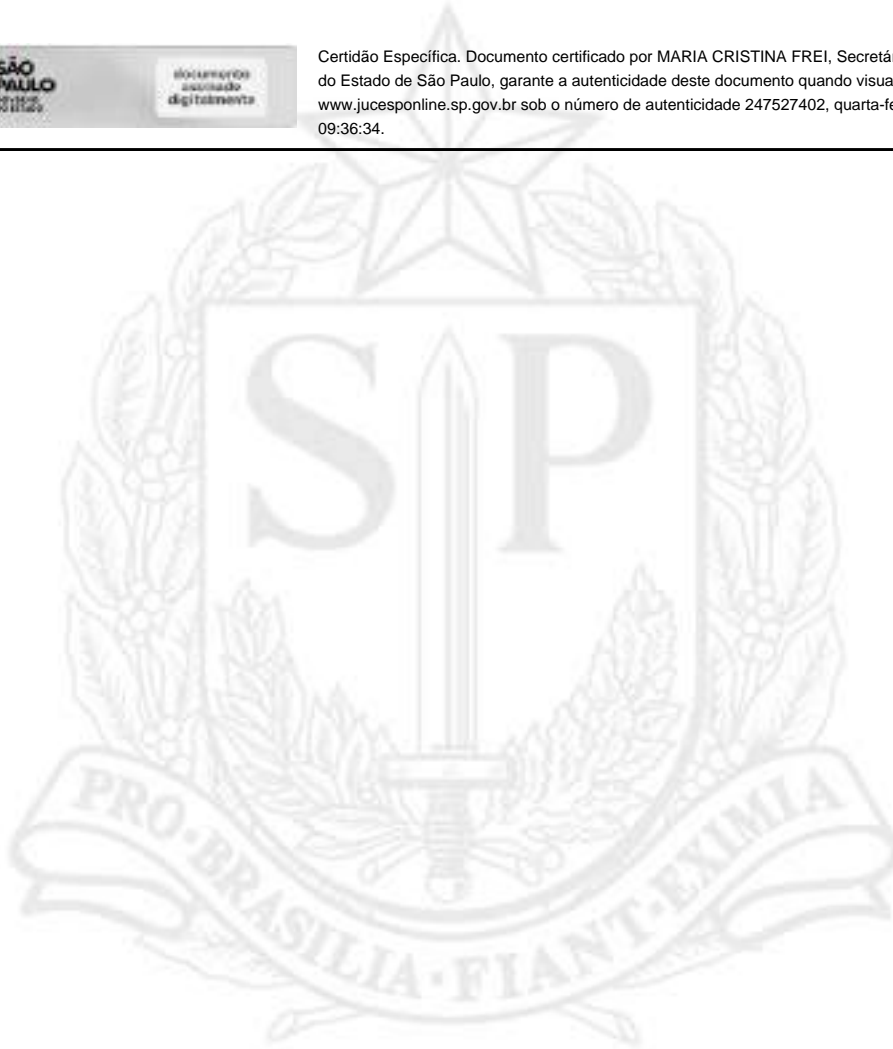 SÃO
PAULO
documento
assinado
digitalmente
Certidão Específica. Documento certificado por MARIA CRISTINA FREI, Secretár
do Estado de São Paulo, garante a autenticidade deste documento quando visua
www.jucesponline.sp.gov.br sob o número de autenticidade 247527402, quarta-fe
09:36:34.
S P
PRO·BRASILIA·FIANT·EXIMIA